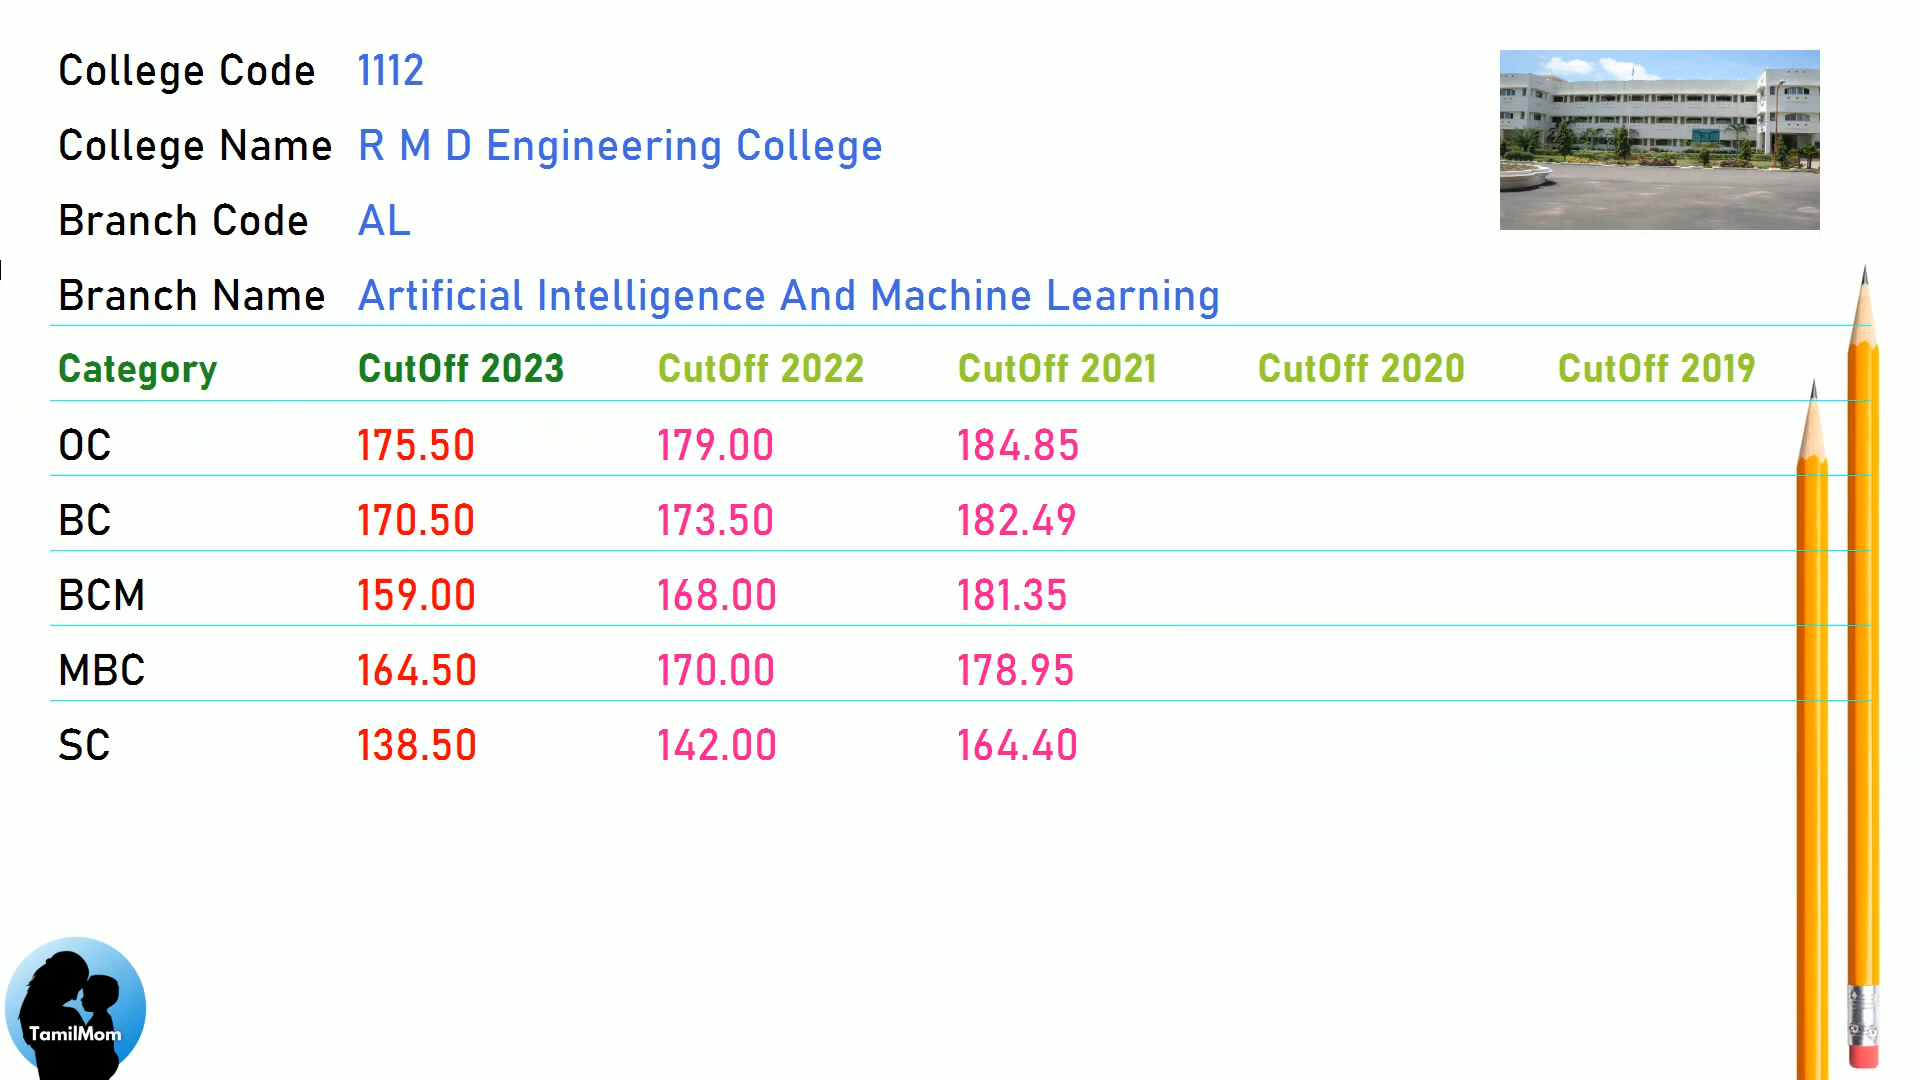 College Code 1112
College Name R M D Engineering College
Branch Code AL
Branch Name Artificial Intelligence And Machine Learning
Category CutOff 2023 CutOff 2022 CutOff 2021 CutOff 2020 CutOff 2019
OC 175.50 179.00 184.85
BC 170.50 173.50 182.49
BCM 159.00 168.00 181.35
MBC 164.50 170.00 178.95
SC 138.50 142.00 164.40
TamilMom